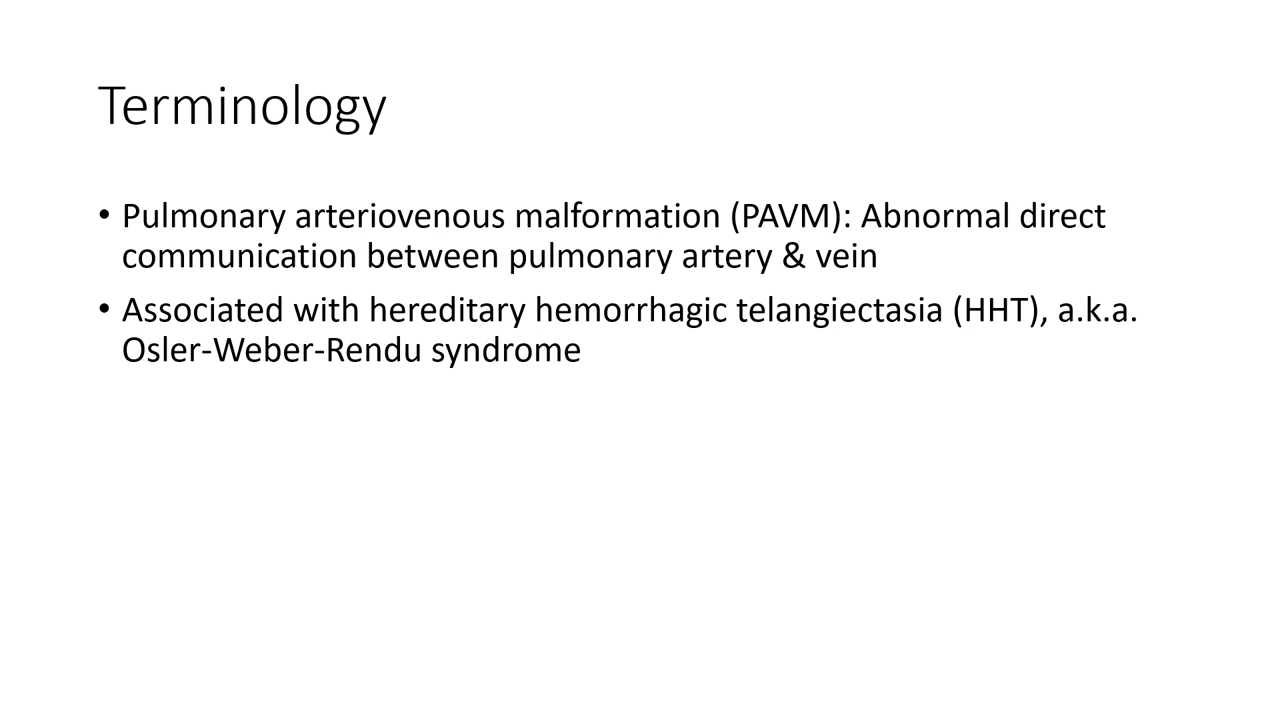 Terminology
• Pulmonary arteriovenous malformation (PAVM): Abnormal direct
communication between pulmonary artery & vein
• Associated with hereditary hemorrhagic telangiectasia (HHT), a.k.a.
Osler-Weber-Rendu syndrome